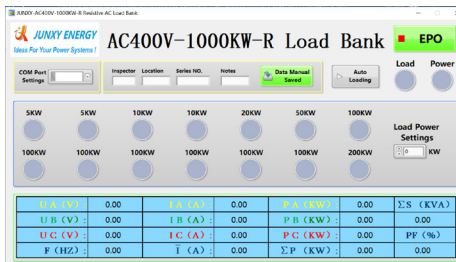 JUNXY-AC400V-1000KW-R Resistive AC Load Bank
JUNXY ENERGY
Ideas For Your Power Systems !
AC400V-1000KW-R Load Bank
EPO
COM Port Settings
Inspector Location Series NO. Notes
Data Manual Saved
Auto Loading
Load Power
5KW 5KW 10KW 10KW 20KW 50KW 100KW
Load Power Settings
0 KW
100KW 100KW 100KW 100KW 100KW 100KW 200KW
U A (V) : 0.00 I A (A) : 0.00 P A (KW) : 0.00 ΣS (KVA)
U B (V) : 0.00 I B (A) : 0.00 P B (KW) : 0.00 0.00
U C (V) : 0.00 I C (A) : 0.00 P C (KW) : 0.00 PF (%)
F (HZ) : 0.00 Ī (A) : 0.00 ΣP (KW) : 0.00 0.00